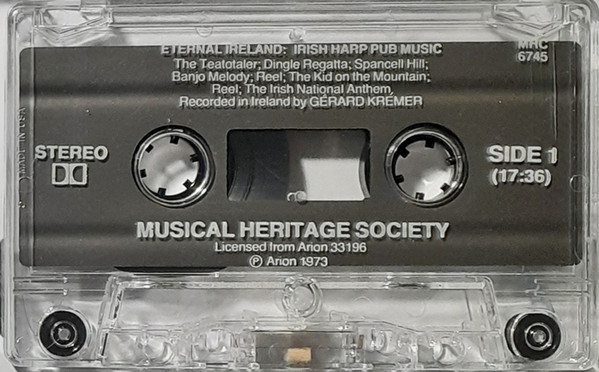 ETERNAL IRELAND: IRISH HARP PUB MUSIC
The Teatotaler; Dingle Regatta; Spancell Hill;
Banjo Melody; Reel; The Kid on the Mountain;
Reel; The Irish National Anthem,
Recorded in Ireland by GÉRARD KREMER
MHC
6745
MADE IN USA
STEREO
SIDE 1
(17:36)
MUSICAL HERITAGE SOCIETY
Licensed from Arion 33196
℗ Arion 1973